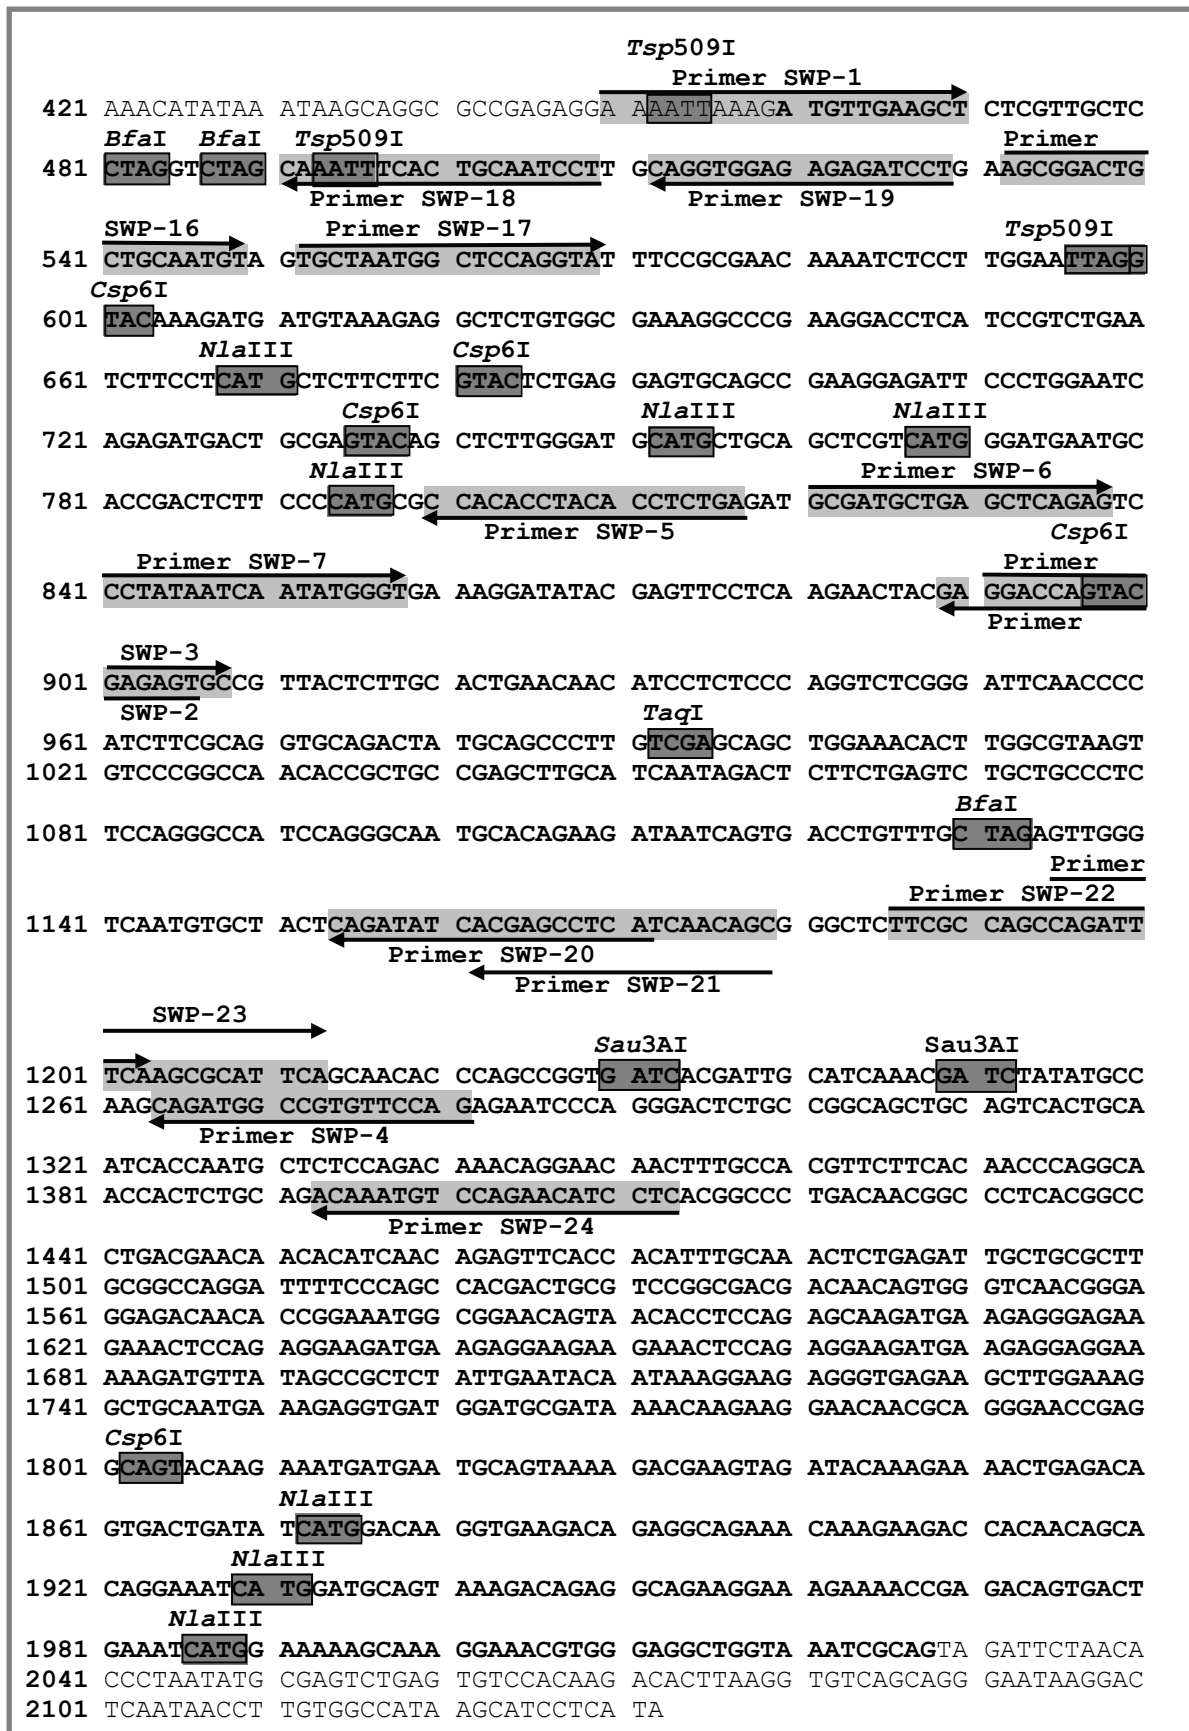 Tsp509I
Primer SWP-1
421 AAACATATAA ATAAGCAGGC GCCGAGAGGA AAATTAAAGA TGTTGAAGCT CTCGTTGCTC
BfaI BfaI Tsp509I Primer
481 CTAGGTCTAG CAAATTTCAC TGCAATCCTT GCAGGTGGAG AGAGATCCTG AAGCGGACTG
Primer SWP-18 Primer SWP-19
SWP-16 Primer SWP-17 Tsp509I
541 CTGCAATGTA GTGCTAATGG CTCCAGGTAT TTCCGCGAAC AAAATCTCCT TGGAATTAGG
Csp6I
601 TACAAAGATG ATGTAAAGAG GCTCTGTGGC GAAAGGCCCG AAGGACCTCA TCCGTCTGAA
NlaIII Csp6I
661 TCTTCCTCAT GCTCTTCTTC GTACTCTGAG GAGTGCAGCC GAAGGAGATT CCCTGGAATC
Csp6I NlaIII NlaIII
721 AGAGATGACT GCGAGTACAG CTCTTGGGAT GCATGCTGCA GCTCGTCATG GGATGAATGC
NlaIII Primer SWP-6
781 ACCGACTCTT CCCCATGCGC CACACCTACA CCTCTGAGAT GCGATGCTGA GCTCAGAGTC
Primer SWP-5 Csp6I
Primer SWP-7 Primer
841 CCTATAATCA ATATGGGTGA AAGGATATAC GAGTTCCTCA AGAACTACGA GGACCAGTAC
Primer
SWP-3
901 GAGAGTGCCG TTACTCTTGC ACTGAACAAC ATCCTCTCCC AGGTCTCGGG ATTCAACCCC
SWP-2 TaqI
961 ATCTTCGCAG GTGCAGACTA TGCAGCCCTT GTCGAGCAGC TGGAAACACT TGGCGTAAGT
1021 GTCCCGGCCA ACACCGCTGC CGAGCTTGCA TCAATAGACT CTTCTGAGTC TGCTGCCCTC
BfaI
1081 TCCAGGGCCA TCCAGGGCAA TGCACAGAAG ATAATCAGTG ACCTGTTTGC TAGAGTTGGG
Primer
Primer SWP-22
1141 TCAATGTGCT ACTCAGATAT CACGAGCCTC ATCAACAGCG GGCTCTTCGC CAGCCAGATT
Primer SWP-20
Primer SWP-21
SWP-23
Sau3AI Sau3AI
1201 TCAAGCGCAT TCAGCAACAC CCAGCCGGTG ATCACGATTG CATCAAACGA TCTATATGCC
1261 AAGCAGATGG CCGTGTTCCA GAGAATCCCA GGGACTCTGC CGGCAGCTGC AGTCACTGCA
Primer SWP-4
1321 ATCACCAATG CTCTCCAGAC AAACAGGAAC AACTTTGCCA CGTTCTTCAC AACCCAGGCA
1381 ACCACTCTGC AGACAAATGT CCAGAACATC CTCACGGCCC TGACAACGGC CCTCACGGCC
Primer SWP-24
1441 CTGACGAACA ACACATCAAC AGAGTTCACC ACATTTGCAA ACTCTGAGAT TGCTGCGCTT
1501 GCGGCCAGGA TTTTCCCAGC CACGACTGCG TCCGGCGACG ACAACAGTGG GTCAACGGGA
1561 GGAGACAACA CCGGAAATGG CGGAACAGTA ACACCTCCAG AGCAAGATGA AGAGGGAGAA
1621 GAAACTCCAG AGGAAGATGA AGAGGAAGAA GAAACTCCAG AGGAAGATGA AGAGGAGGAA
1681 AAAGATGTTA TAGCCGCTCT ATTGAATACA ATAAAGGAAG AGGGTGAGAA GCTTGGAAAG
1741 GCTGCAATGA AAGAGGTGAT GGATGCGATA AAACAAGAAG GAACAACGCA GGGAACCGAG
Csp6I
1801 GCAGTACAAG AAATGATGAA TGCAGTAAAA GACGAAGTAG ATACAAAGAA AACTGAGACA
NlaIII
1861 GTGACTGATA TCATGGACAA GGTGAAGACA GAGGCAGAAA CAAAGAAGAC CACAACAGCA
NlaIII
1921 CAGGAAATCA TGGATGCAGT AAAGACAGAG GCAGAAGGAA AGAAAACCGA GACAGTGACT
NlaIII
1981 GAAATCATGG AAAAAGCAAA GGAAACGTGG GAGGCTGGTA AATCGCAGTA GATTCTAACA
2041 CCCTAATATG CGAGTCTGAG TGTCCACAAG ACACTTAAGG TGTCAGCAGG GAATAAGGAC
2101 TCAATAACCT TGTGGCCATA AGCATCCTCA TA